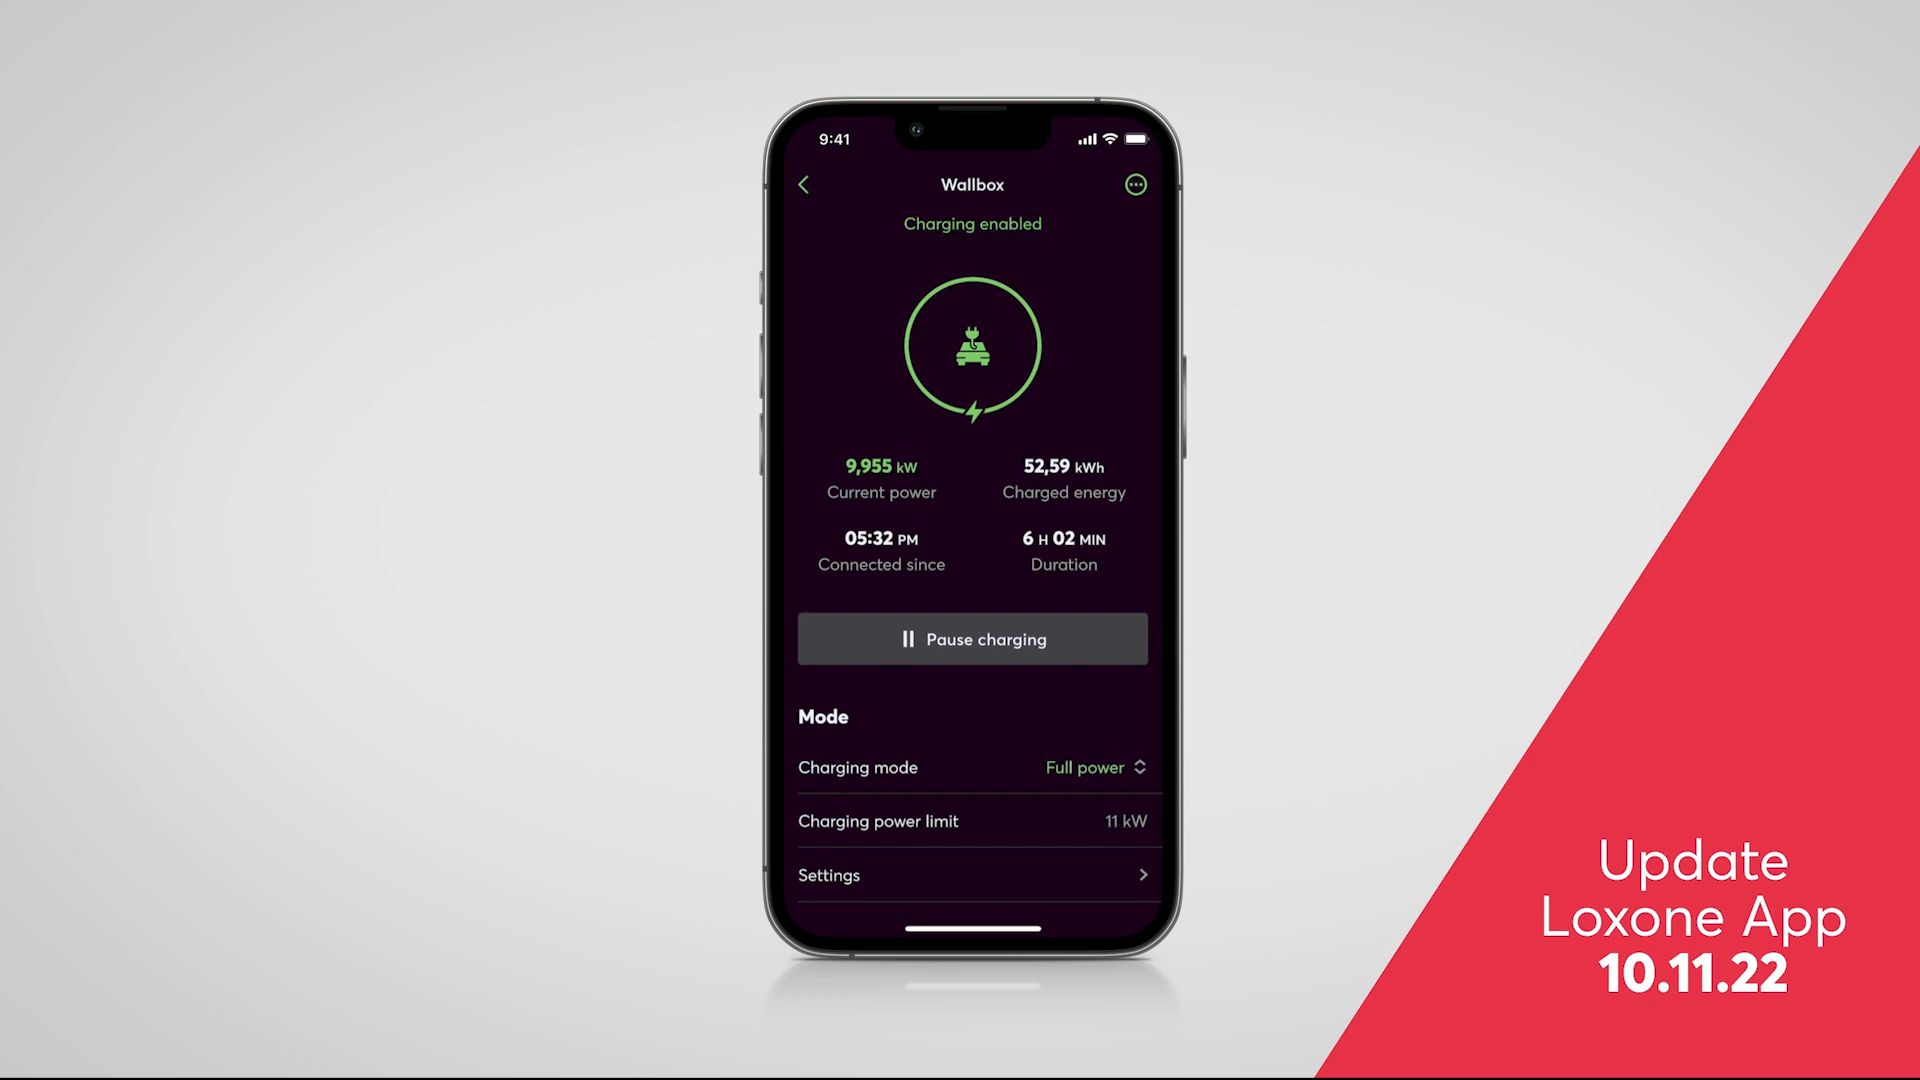 9:41
Wallbox
Charging enabled
9,955 kW
52,59 kWh
Current power
Charged energy
05:32 PM
6 H 02 MIN
Connected since
Duration
Pause charging
Mode
Charging mode
Full power
Charging power limit
11 kW
Settings
Update
Loxone App
10.11.22